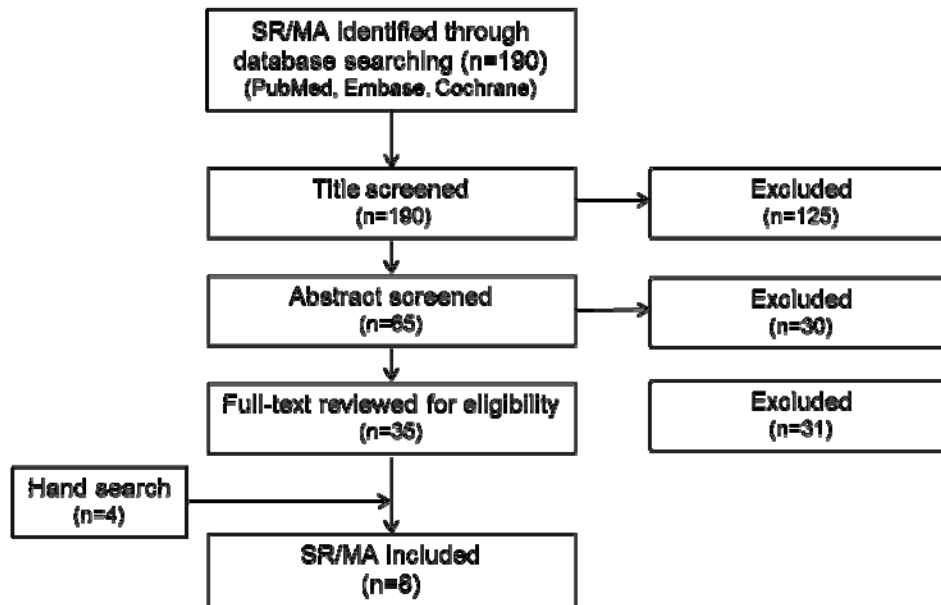 SR/MA identified through
database searching (n=190)
(PubMed, Embase, Cochrane)
Title screened
(n=190)
Excluded
(n=125)
Abstract screened
(n=65)
Excluded
(n=30)
Full-text reviewed for eligibility
(n=35)
Excluded
(n=31)
Hand search
(n=4)
SR/MA included
(n=8)